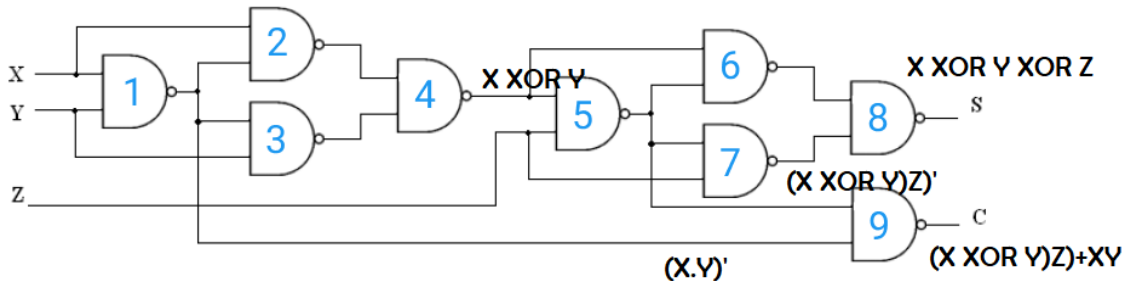 X
Y
Z
1
2
3
4
X XOR Y
5
6
7
8
9
X XOR Y XOR Z
S
(X XOR Y)Z)'
C
(X XOR Y)Z)+XY
(X.Y)'